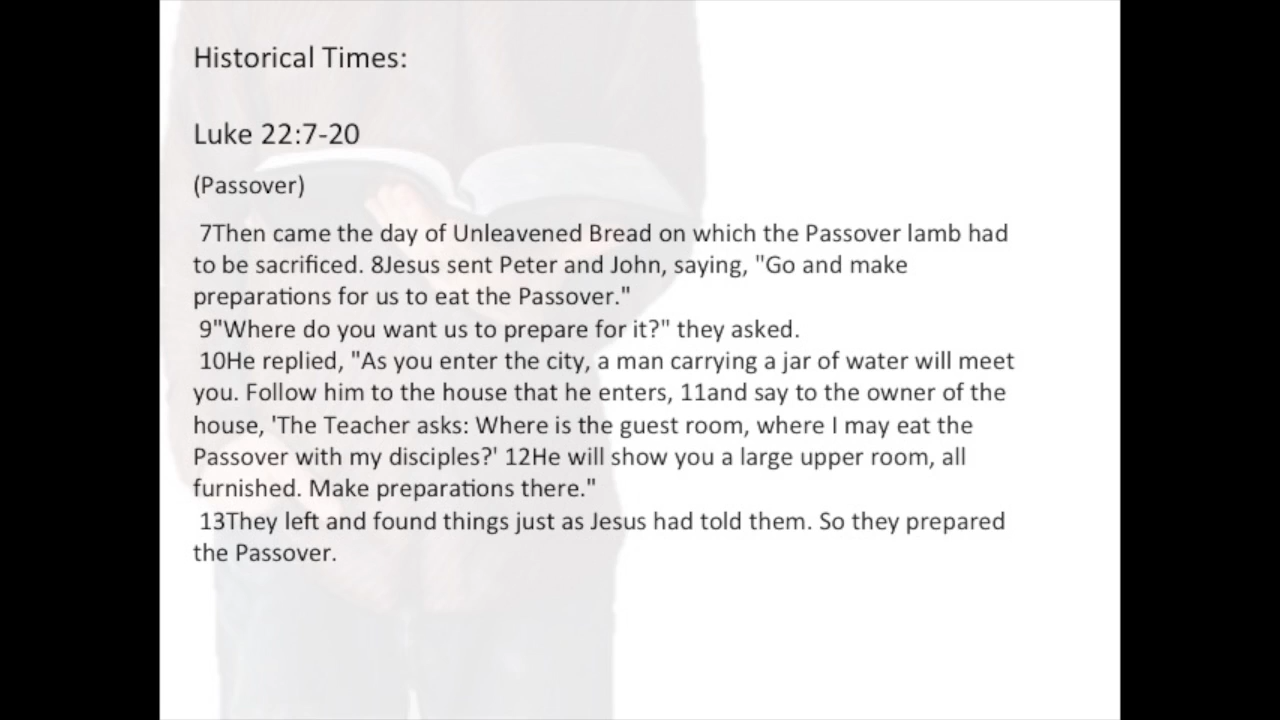 Historical Times:
Luke 22:7-20
(Passover)
7Then came the day of Unleavened Bread on which the Passover lamb had
to be sacrificed. 8Jesus sent Peter and John, saying, "Go and make
preparations for us to eat the Passover."
9"Where do you want us to prepare for it?" they asked.
10He replied, "As you enter the city, a man carrying a jar of water will meet
you. Follow him to the house that he enters, 11and say to the owner of the
house, 'The Teacher asks: Where is the guest room, where I may eat the
Passover with my disciples?' 12He will show you a large upper room, all
furnished. Make preparations there."
13They left and found things just as Jesus had told them. So they prepared
the Passover.